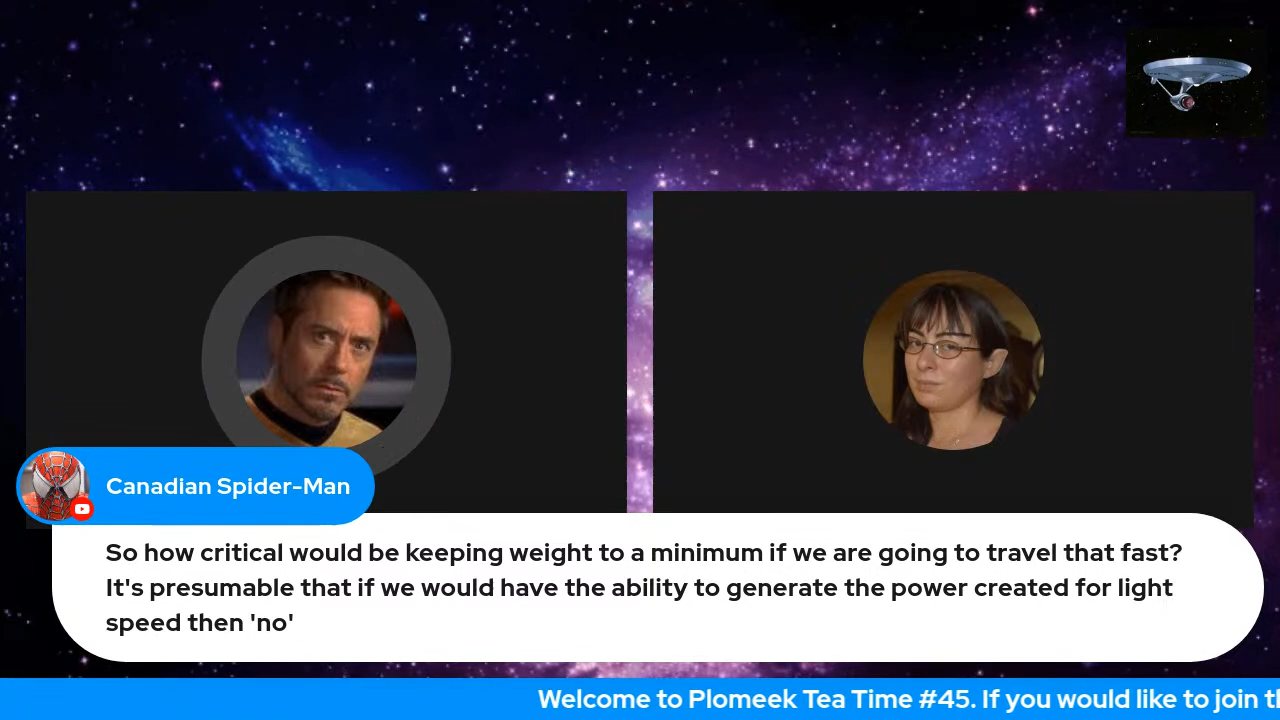 Canadian Spider-Man
So how critical would be keeping weight to a minimum if we are going to travel that fast?
It's presumable that if we would have the ability to generate the power created for light
speed then 'no'
Welcome to Plomeek Tea Time #45. If you would like to join